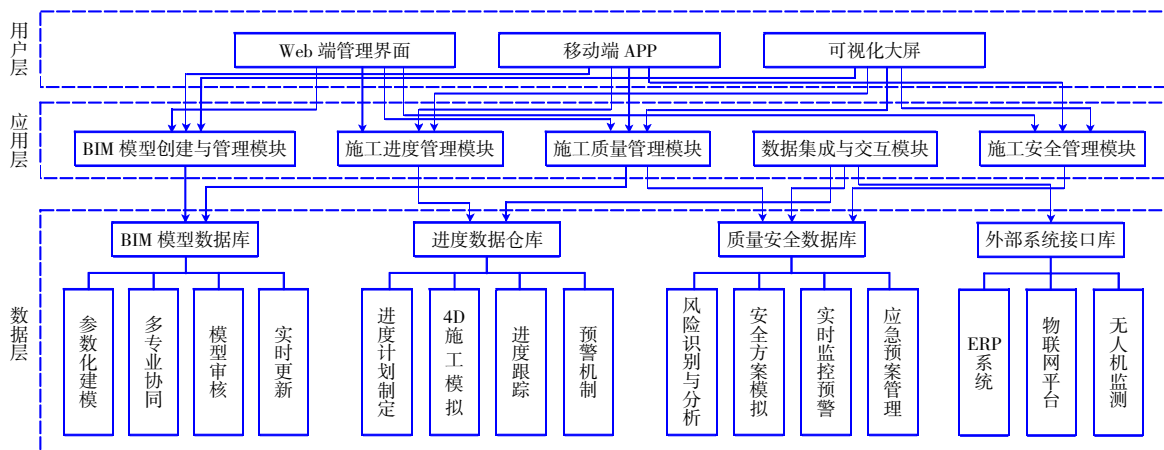 用户层
Web 端管理界面
移动端 APP
可视化大屏
应用层
BIM 模型创建与管理模块
施工进度管理模块
施工质量管理模块
数据集成与交互模块
施工安全管理模块
数据层
BIM 模型数据库
进度数据仓库
质量安全数据库
外部系统接口库
参数化建模
多专业协同
模型审核
实时更新
进度计划制定
4D施工模拟
进度跟踪
预警机制
风险识别与分析
安全方案模拟
实时监控预警
应急预案管理
ERP
系统
物联网平台
无人机监测